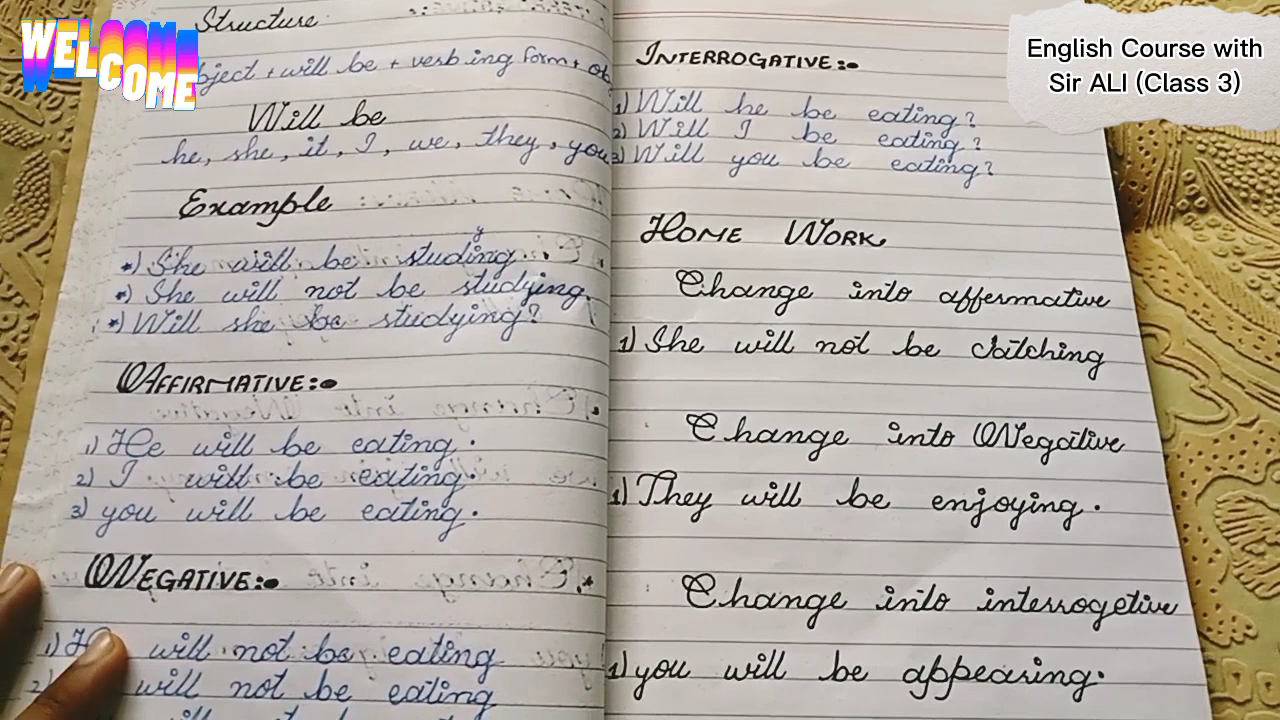 WELCOME
English Course with
Sir ALI (Class 3)
Structure
bject + will be + verb ing form + ob
Will be
he, she, it, I, we, they, you
Example
*) She will be studing
y
*) She will not be studying
*) Will she be studying?
AFFIRMATIVE:-
1) He will be eating.
2) I will be eating.
3) you will be eating.
NEGATIVE:-
1) H will not be eating
2) will not be eating
INTERROGATIVE:-
1) Will he be eating?
2) Will I be eating?
3) Will you be eating?
HOME WORK
Change into affermative
1) She will not be
Change into Negative
1) They will be enjoying.
Change into interrogetive
1) you will be appearing.